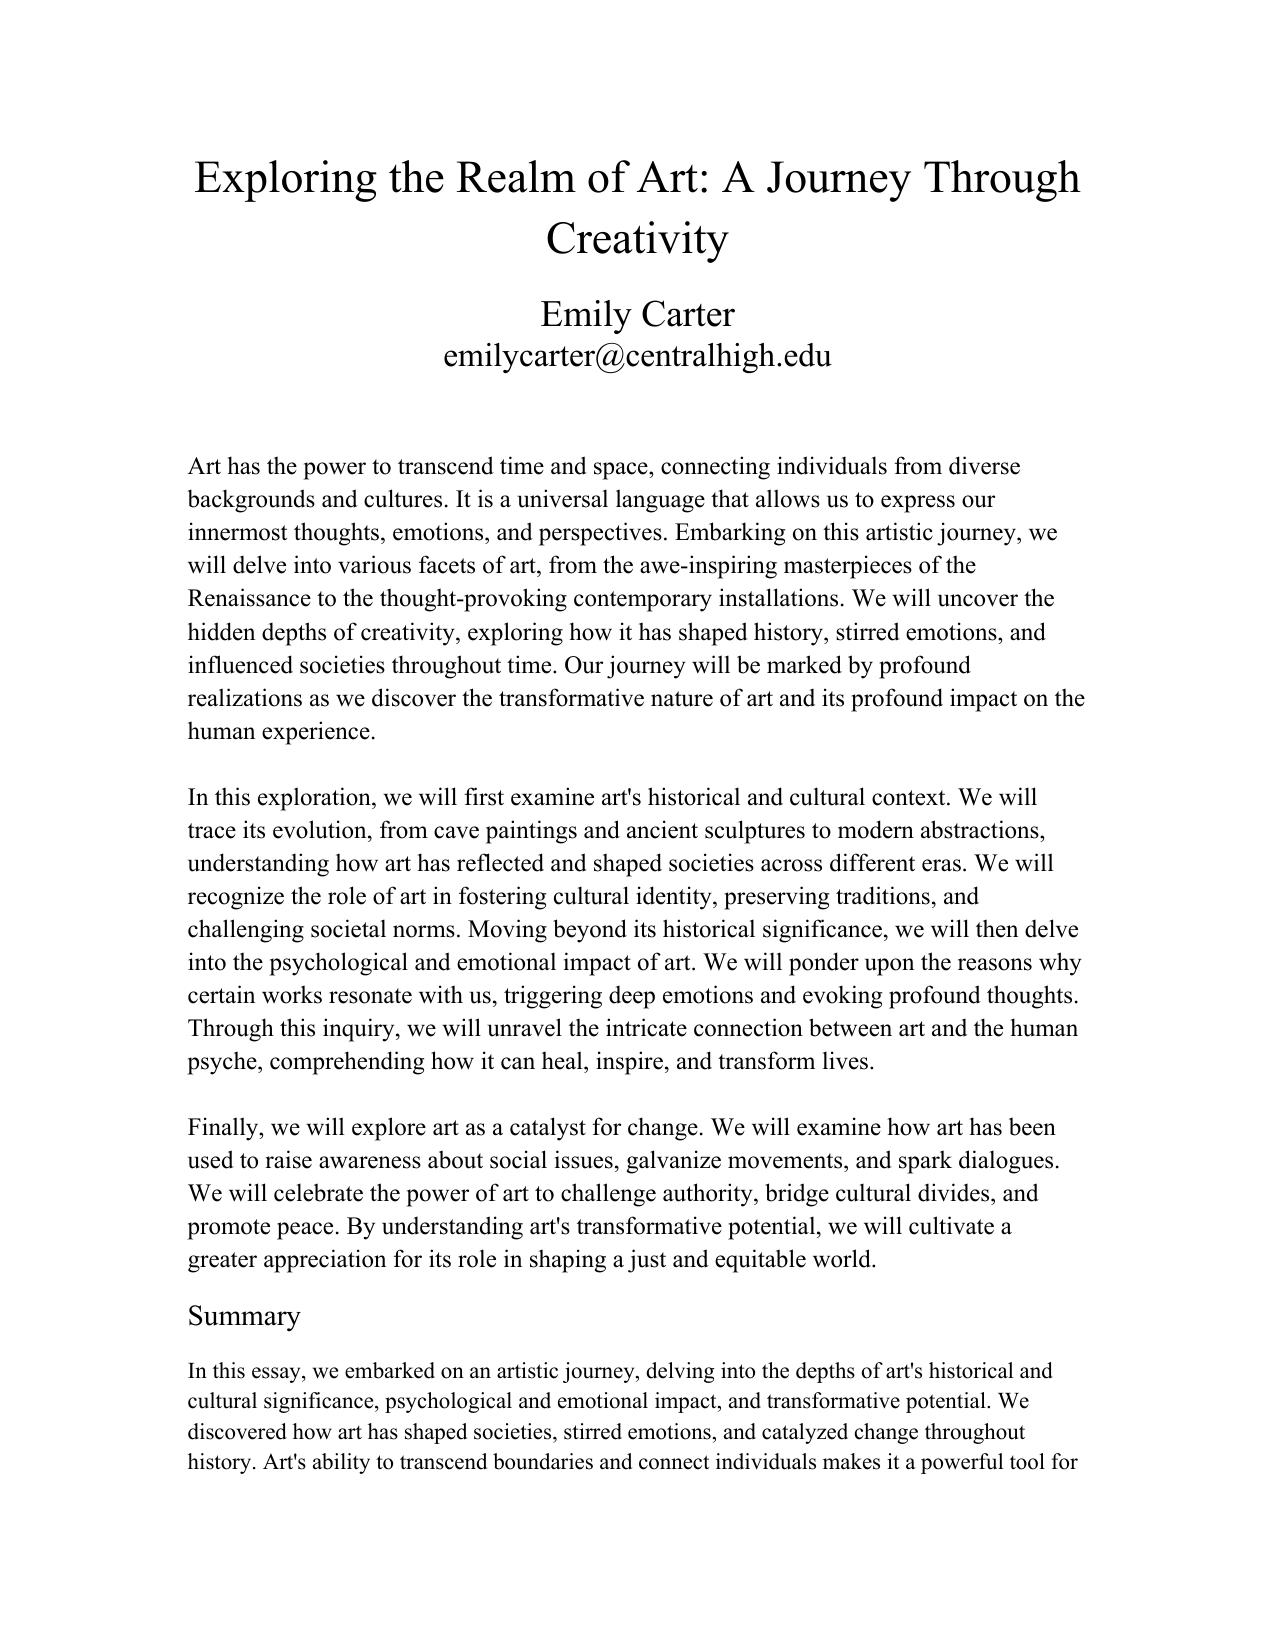 Exploring the Realm of Art: A Journey Through
Creativity
Emily Carter
emilycarter@centralhigh.edu
Art has the power to transcend time and space, connecting individuals from diverse
backgrounds and cultures. It is a universal language that allows us to express our
innermost thoughts, emotions, and perspectives. Embarking on this artistic journey, we
will delve into various facets of art, from the awe-inspiring masterpieces of the
Renaissance to the thought-provoking contemporary installations. We will uncover the
hidden depths of creativity, exploring how it has shaped history, stirred emotions, and
influenced societies throughout time. Our journey will be marked by profound
realizations as we discover the transformative nature of art and its profound impact on the
human experience.
In this exploration, we will first examine art's historical and cultural context. We will
trace its evolution, from cave paintings and ancient sculptures to modern abstractions,
understanding how art has reflected and shaped societies across different eras. We will
recognize the role of art in fostering cultural identity, preserving traditions, and
challenging societal norms. Moving beyond its historical significance, we will then delve
into the psychological and emotional impact of art. We will ponder upon the reasons why
certain works resonate with us, triggering deep emotions and evoking profound thoughts.
Through this inquiry, we will unravel the intricate connection between art and the human
psyche, comprehending how it can heal, inspire, and transform lives.
Finally, we will explore art as a catalyst for change. We will examine how art has been
used to raise awareness about social issues, galvanize movements, and spark dialogues.
We will celebrate the power of art to challenge authority, bridge cultural divides, and
promote peace. By understanding art's transformative potential, we will cultivate a
greater appreciation for its role in shaping a just and equitable world.
Summary
In this essay, we embarked on an artistic journey, delving into the depths of art's historical and
cultural significance, psychological and emotional impact, and transformative potential. We
discovered how art has shaped societies, stirred emotions, and catalyzed change throughout
history. Art's ability to transcend boundaries and connect individuals makes it a powerful tool for